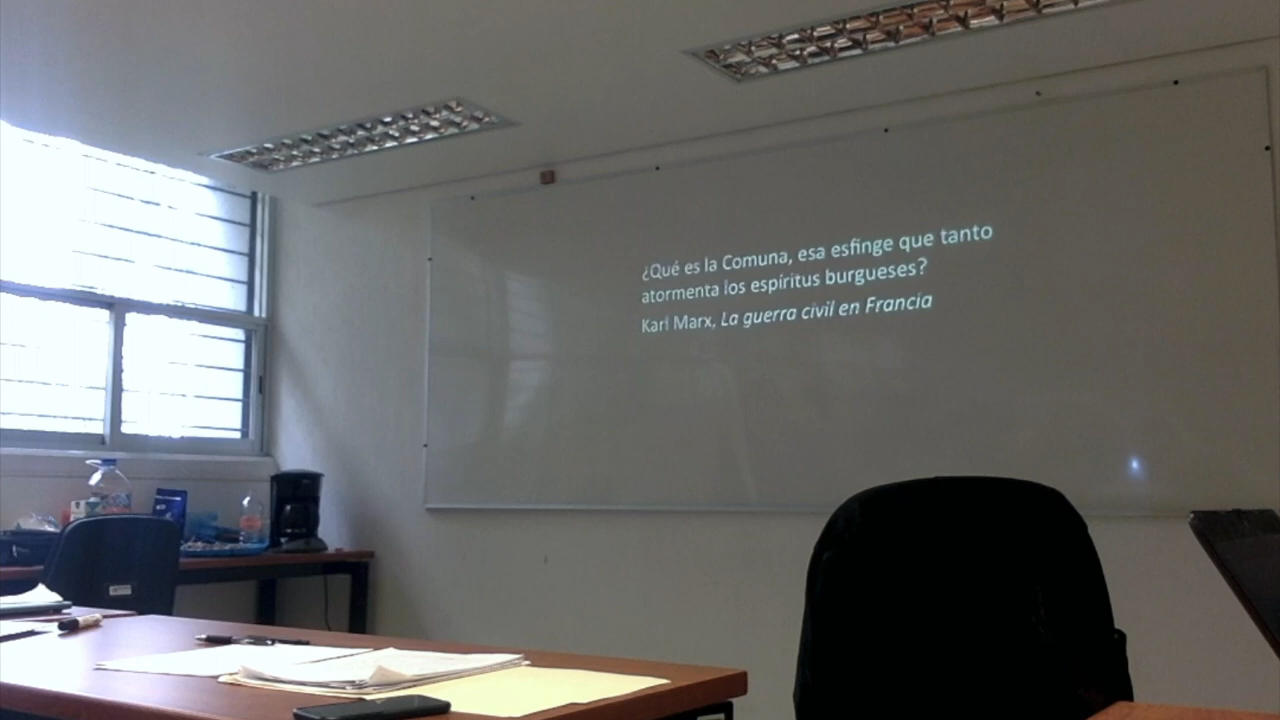 ¿Qué es la Comuna, esa esfinge que tanto
atormenta los espíritus burgueses?
Karl Marx, La guerra civil en Francia